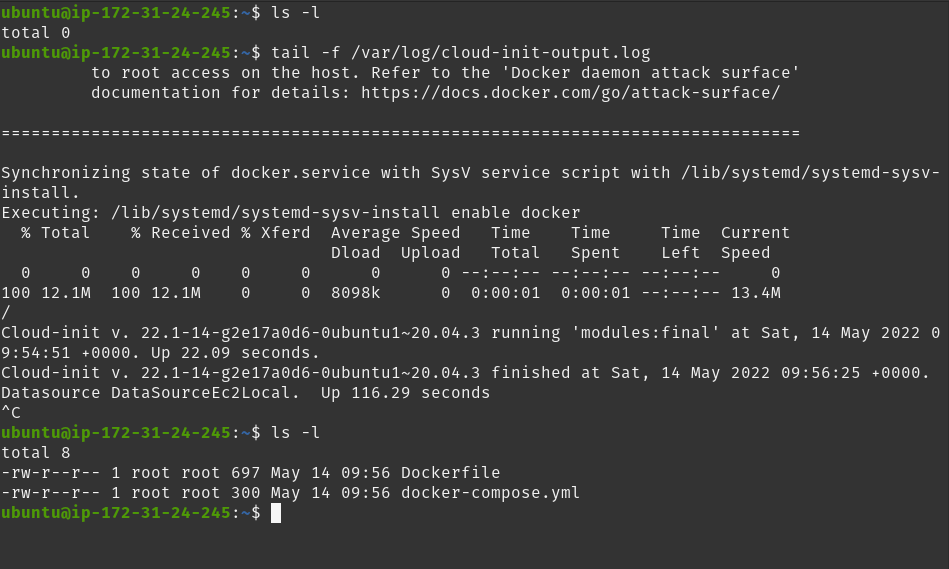 ubuntu@ip-172-31-24-245:~$ ls -l
total 0
ubuntu@ip-172-31-24-245:~$ tail -f /var/log/cloud-init-output.log
         to root access on the host. Refer to the 'Docker daemon attack surface'
         documentation for details: https://docs.docker.com/go/attack-surface/
================================================================================
Synchronizing state of docker.service with SysV service script with /lib/systemd/systemd-sysv-
install.
Executing: /lib/systemd/systemd-sysv-install enable docker
  % Total    % Received % Xferd  Average Speed   Time    Time     Time  Current
                                 Dload  Upload   Total   Spent    Left  Speed
  0     0    0     0    0     0      0      0 --:--:-- --:--:-- --:--:--     0
100 12.1M  100 12.1M    0     0  8098k      0  0:00:01  0:00:01 --:--:-- 13.4M
/
Cloud-init v. 22.1-14-g2e17a0d6-0ubuntu1~20.04.3 running 'modules:final' at Sat, 14 May 2022 0
9:54:51 +0000. Up 22.09 seconds.
Cloud-init v. 22.1-14-g2e17a0d6-0ubuntu1~20.04.3 finished at Sat, 14 May 2022 09:56:25 +0000.
Datasource DataSourceEc2Local.  Up 116.29 seconds
^C
ubuntu@ip-172-31-24-245:~$ ls -l
total 8
-rw-r--r-- 1 root root 697 May 14 09:56 Dockerfile
-rw-r--r-- 1 root root 300 May 14 09:56 docker-compose.yml
ubuntu@ip-172-31-24-245:~$